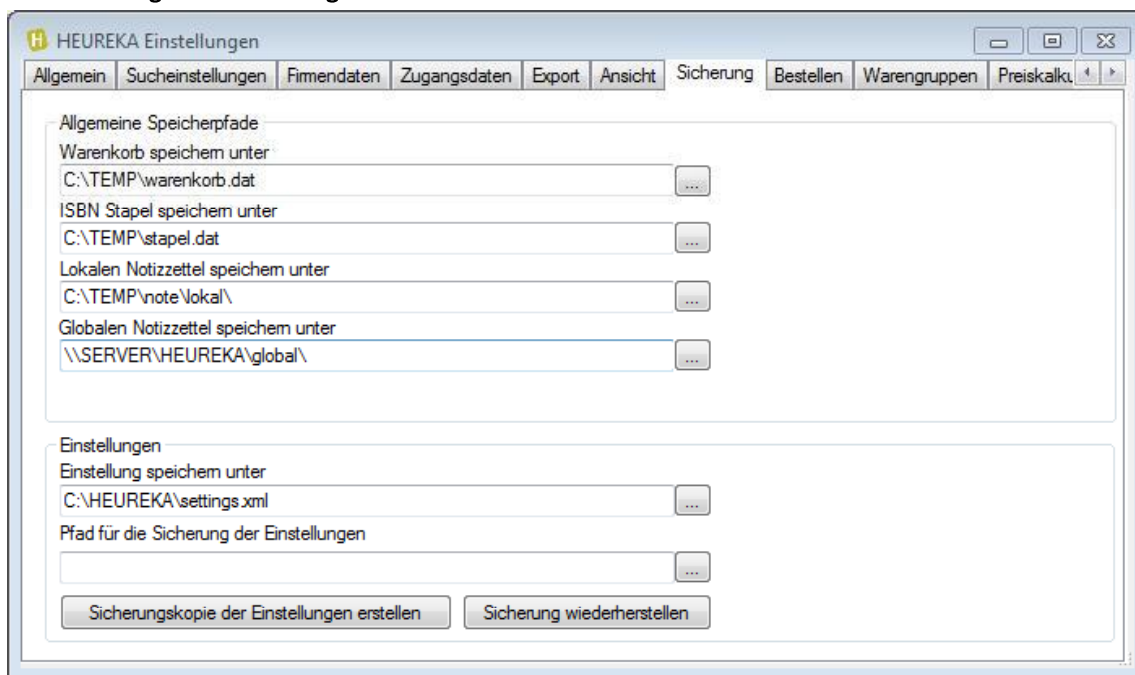 HEUREKA Einstellungen
Allgemein Sucheinstellungen Firmendaten Zugangsdaten Export Ansicht Sicherung Bestellen Warengruppen
Allgemeine Speicherpfade
Warenkorb speichern unter
C:\TEMP\warenkorb.dat
...
ISBN Stapel speichern unter
C:\TEMP\stapel.dat
...
Lokalen Notizzettel speichern unter
C:\TEMP\note\lokal\
...
Globalen Notizzettel speichern unter
\\SERVER\HEUREKA\global\
...
Einstellungen
Einstellung speichern unter
C:\HEUREKA\settings.xml
...
Pfad für die Sicherung der Einstellungen
...
Sicherungskopie der Einstellungen erstellen Sicherung wiederherstellen